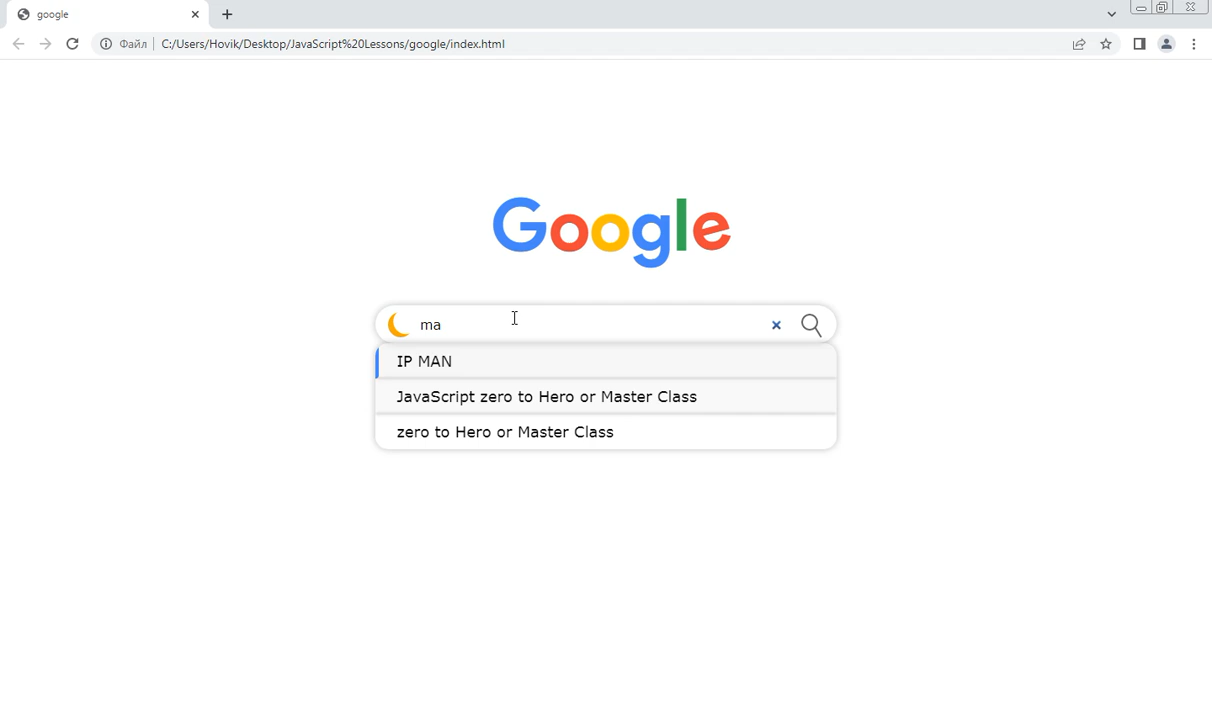 google
Файл C:/Users/Hovik/Desktop/JavaScript%20Lessons/google/index.html
Google
ma
IP MAN
JavaScript zero to Hero or Master Class
zero to Hero or Master Class